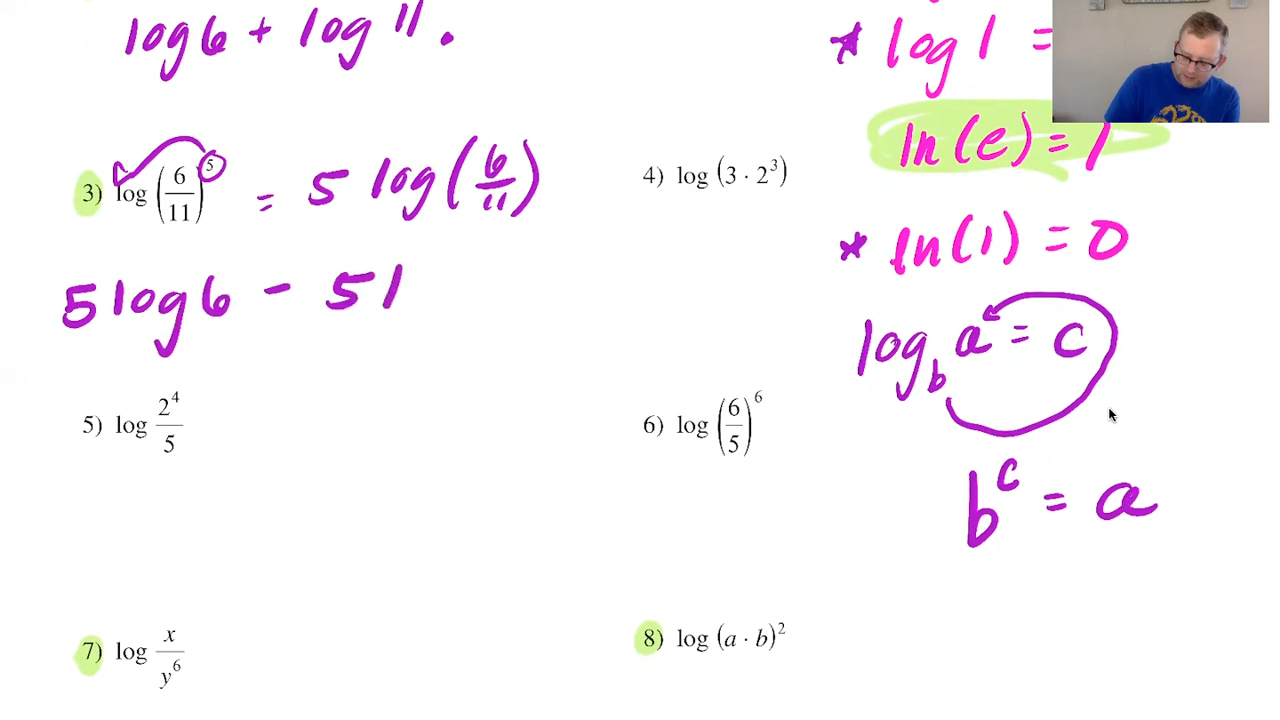 log 6 + log 11.
* log 1 =
ln(e) = 1
3) log (6/11)^5 = 5 log (6/11)
4) log (3 · 2^3)
* ln(1) = 0
5 log 6 - 5 l
log_b a = c
5) log 2^4/5
6) log (6/5)^6
b^c = a
7) log x/y^6
8) log (a · b)^2